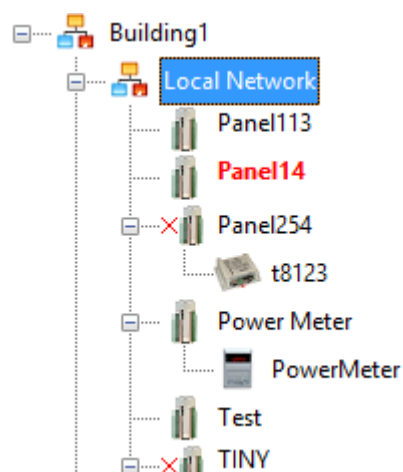 Building1
Local Network
Panel113
Panel14
Panel254
t8123
Power Meter
PowerMeter
Test
TINY